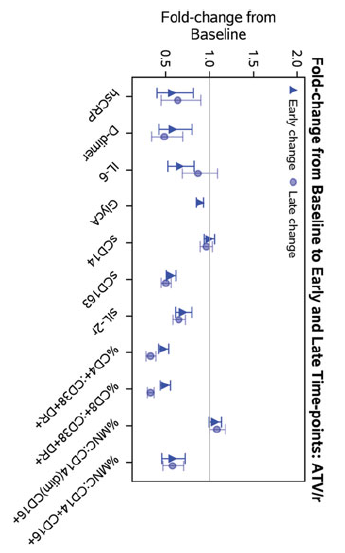 Fold-change from Baseline to Early and Late Time-points: ATV/r
Early change
Late change
Fold-change from
Baseline
2.0
1.5
1.0
0.5
hsCRP
D-dimer
IL-6
GlycA
sCD14
sCD163
sIL-2r
%CD4+:CD38+DR+
%CD8+:CD38+DR+
%MNC:CD14(dim)CD16+
%MNC:CD14+CD16+